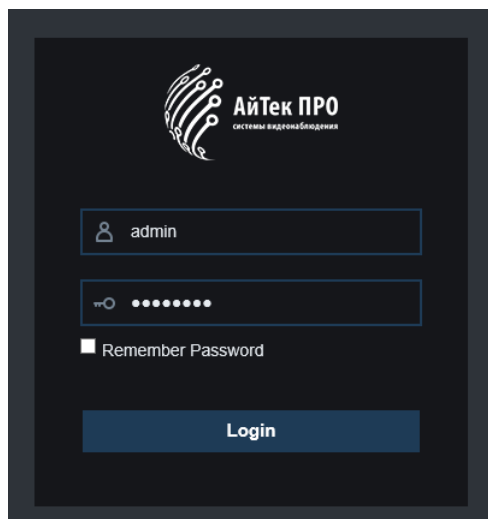 АйТек ПРО
системы видеонаблюдения
admin
●●●●●●●●
Remember Password
Login